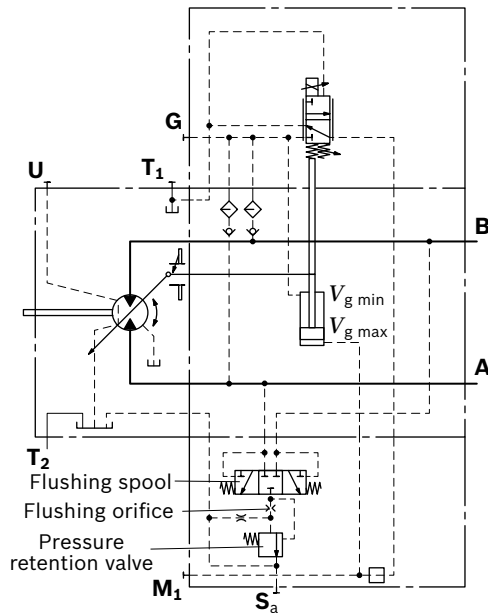 G
U
T1
B
Vg min
Vg max
A
T2
Flushing spool
Flushing orifice
Pressure
retention valve
M1
Sa